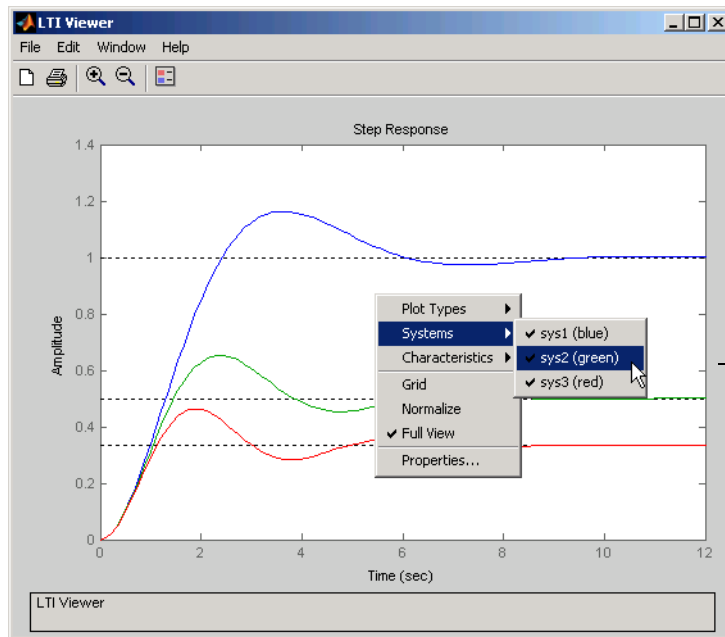 LTI Viewer
File Edit Window Help
Step Response
1.4
1.2
1
0.8
0.6
0.4
0.2
0
Amplitude
0 2 4 6 8 10 12
Time (sec)
Plot Types
Systems
Characteristics
Grid
Normalize
Full View
Properties...
sys1 (blue)
sys2 (green)
sys3 (red)
LTI Viewer